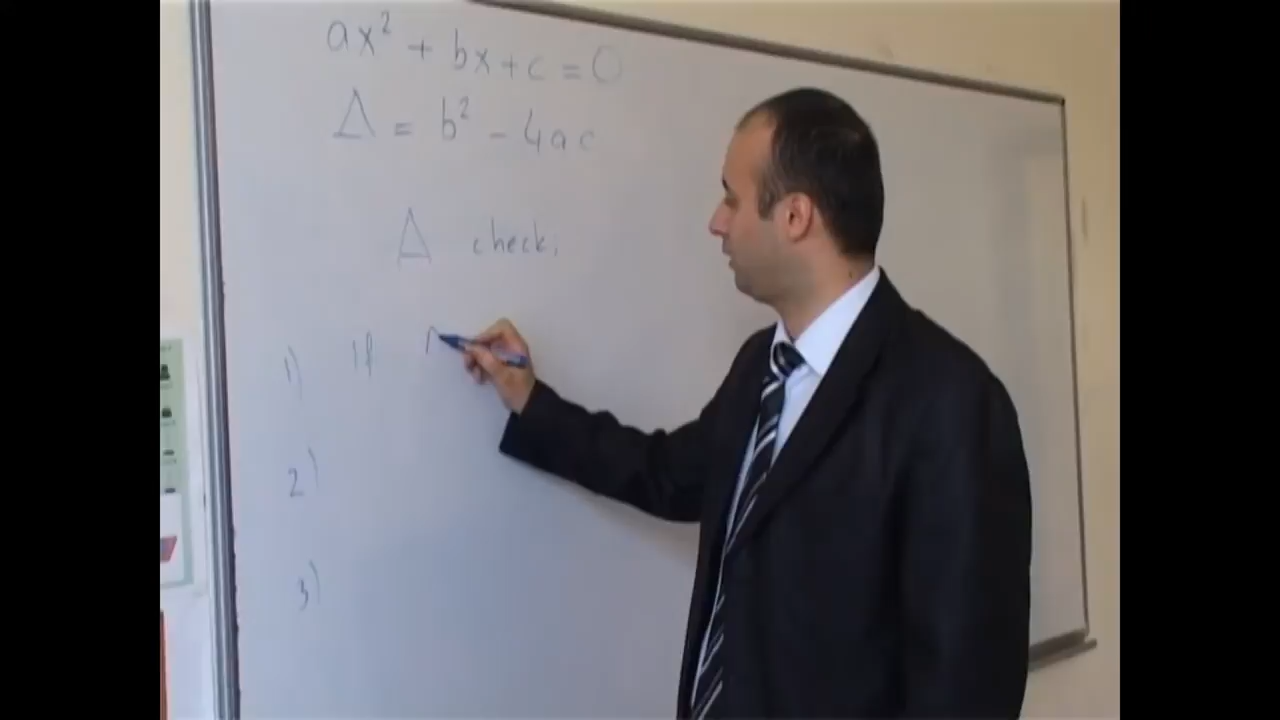 ax² + bx + c = 0
Δ = b² - 4ac
Δ check;
1) If
2)
3)